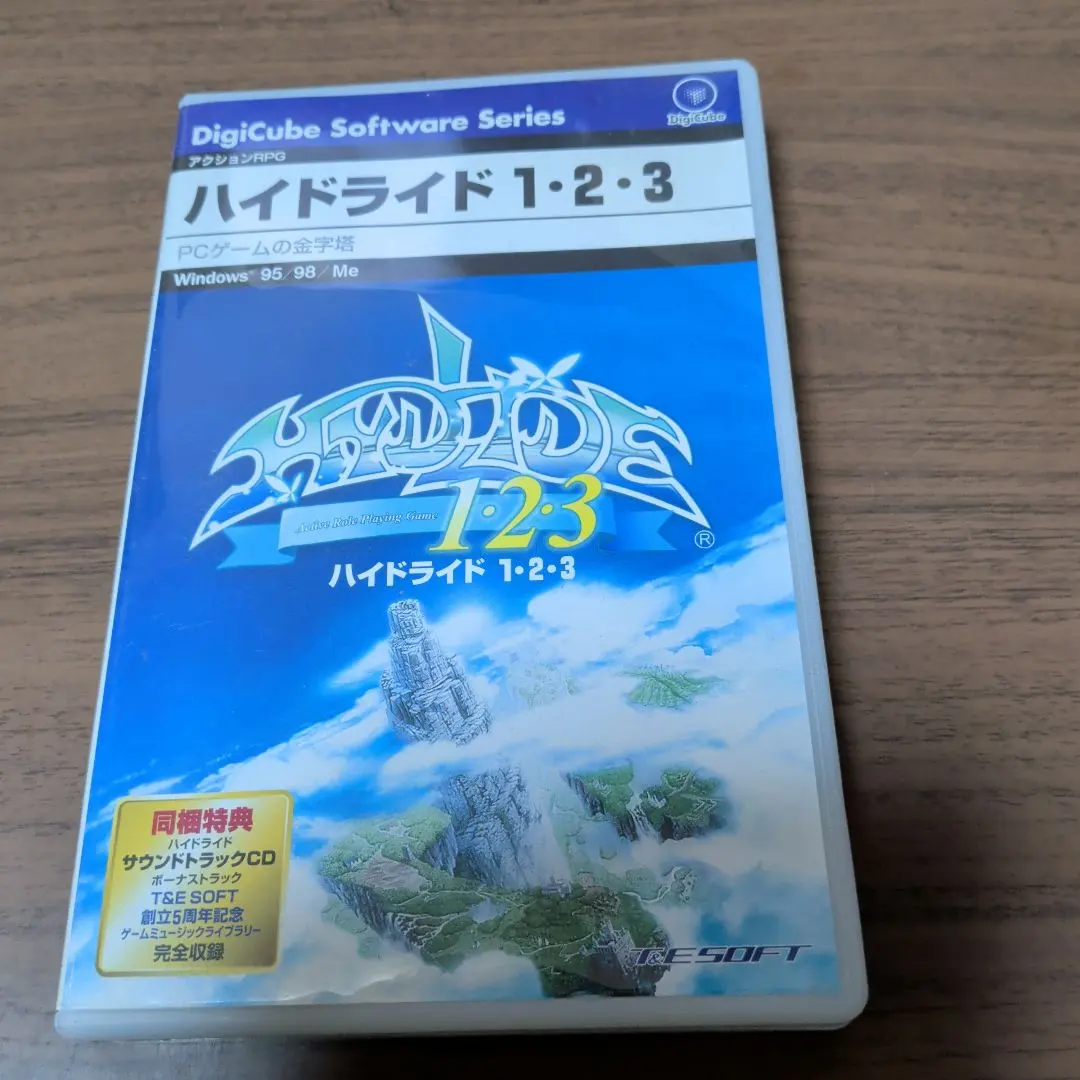 DigiCube Software Series
DigiCube
アクションRPG
ハイドライド 1・2・3
PCゲームの金字塔
Windows® 95/98/Me
HYDLIDE
Active Role Playing Game
1・2・3
®
ハイドライド 1・2・3
同梱特典
ハイドライド
サウンドトラックCD
ボーナストラック
T&E SOFT
創立5周年記念
ゲームミュージックライブラリー
完全収録
T&E SOFT